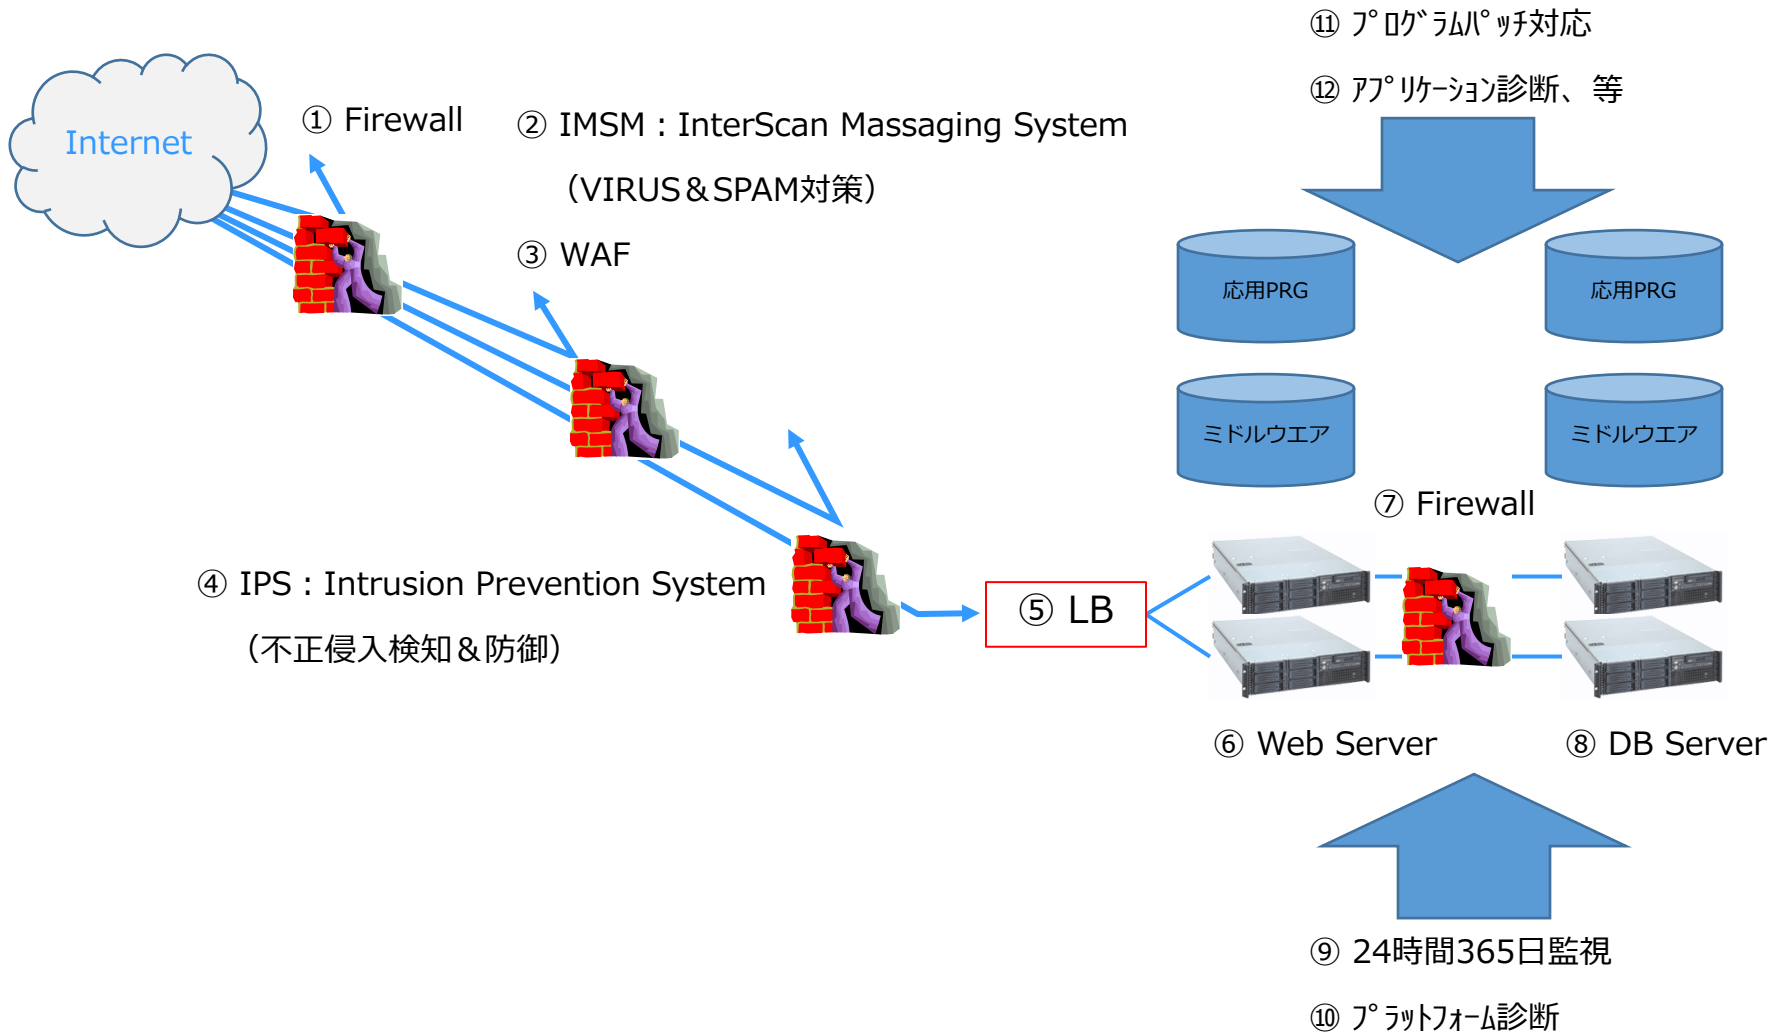 ⑪ ﾌﾟﾛｸﾞﾗﾑﾊﾟｯﾁ対応
⑫ ｱﾌﾟﾘｹｰｼｮﾝ診断、等
Internet
① Firewall
② IMSM：InterScan Massaging System
（VIRUS＆SPAM対策）
③ WAF
応用PRG
応用PRG
ミドルウエア
ミドルウエア
⑦ Firewall
④ IPS：Intrusion Prevention System
（不正侵入検知＆防御）
⑤ LB
⑥ Web Server
⑧ DB Server
⑨ 24時間365日監視
⑩ ﾌﾟﾗｯﾄﾌｫｰﾑ診断